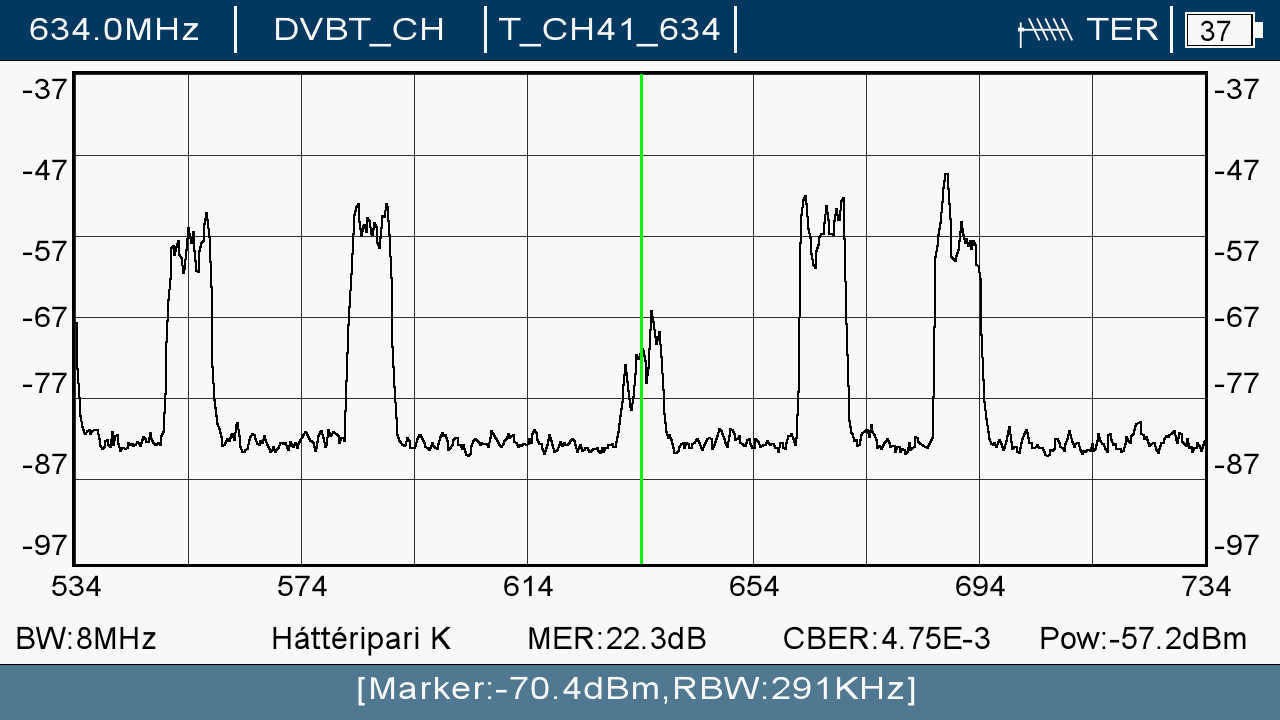 634.0MHz DVBT_CH T_CH41_634 TER 37
-37 -37
-47 -47
-57 -57
-67 -67
-77 -77
-87 -87
-97 -97
534 574 614 654 694 734
BW:8MHz Háttéripari K MER:22.3dB CBER:4.75E-3 Pow:-57.2dBm
[Marker:-70.4dBm,RBW:291KHz]